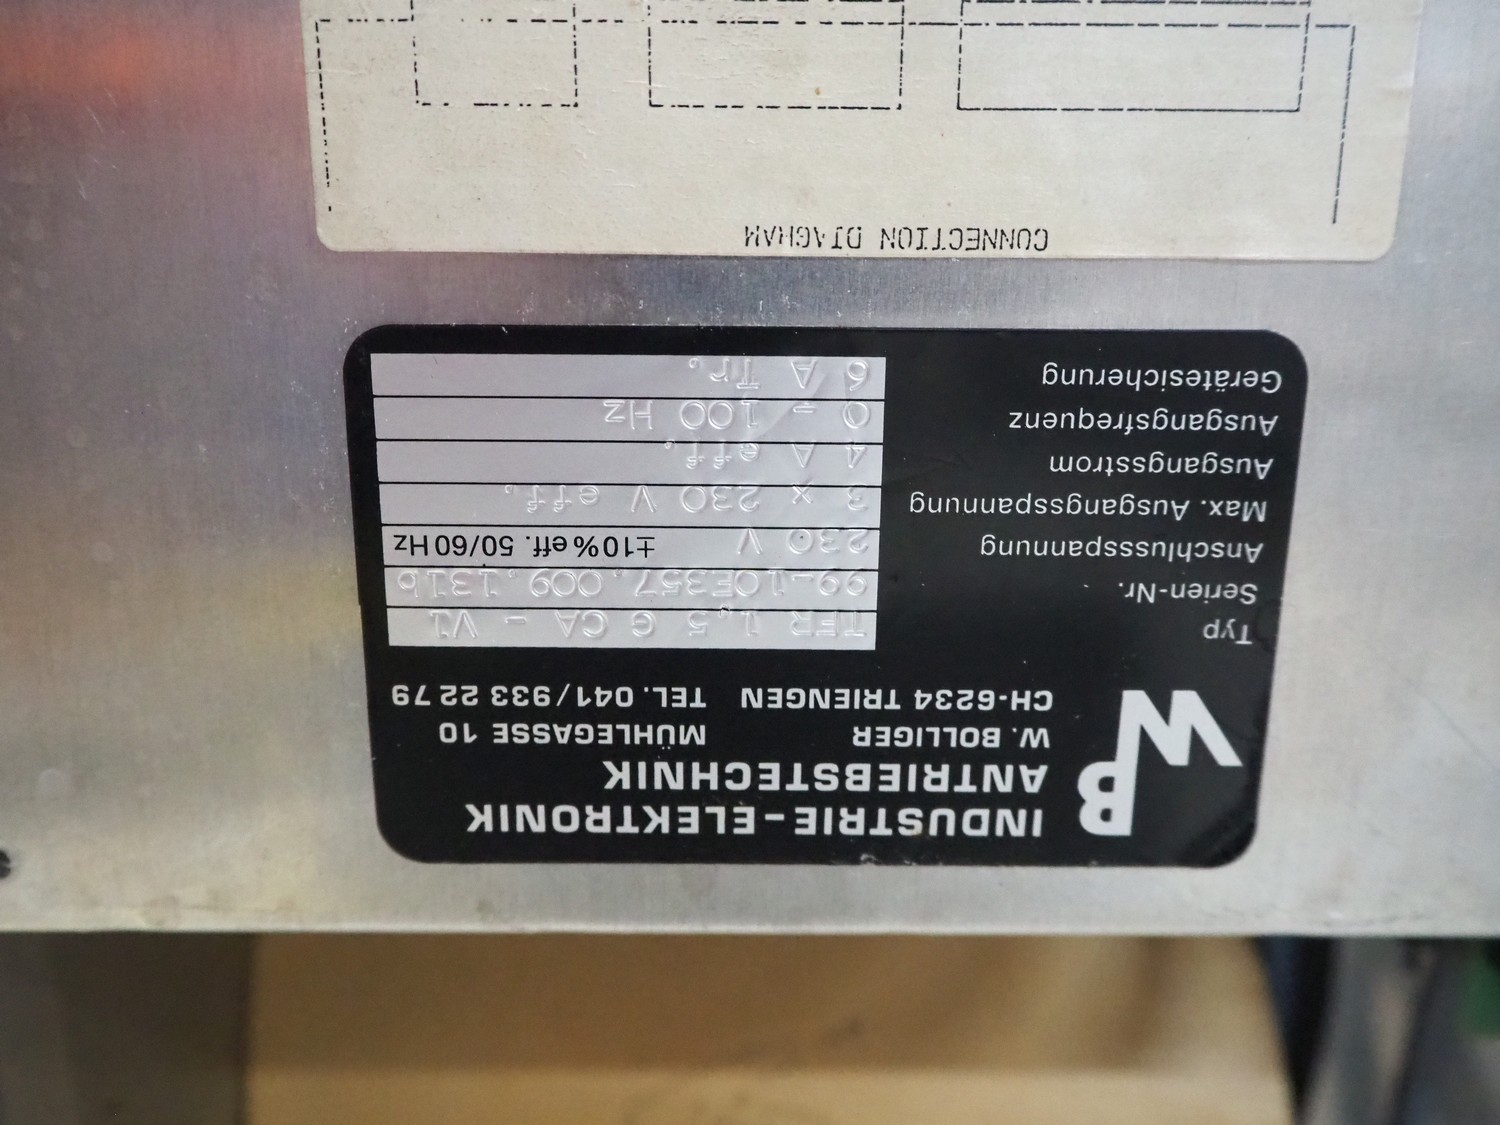 WB
INDUSTRIE-ELEKTRONIK
ANTRIEBSTECHNIK
W. BOLLIGER MÜHLEGASSE 10
CH-6234 TRIENGEN TEL. 041/933 22 79
Typ TFR 1,5 G CA - V1
Serien-Nr. 99-10E357.009.131b
Anschlussspannung 230 V ±10% eff. 50/60 Hz
Max. Ausgangsspannung 3 x 230 V eff.
Ausgangsstrom 4 A eff.
Ausgangsfrequenz 0 - 100 Hz
Gerätesicherung 6 A Tr.
CONNECTION DIAGRAM